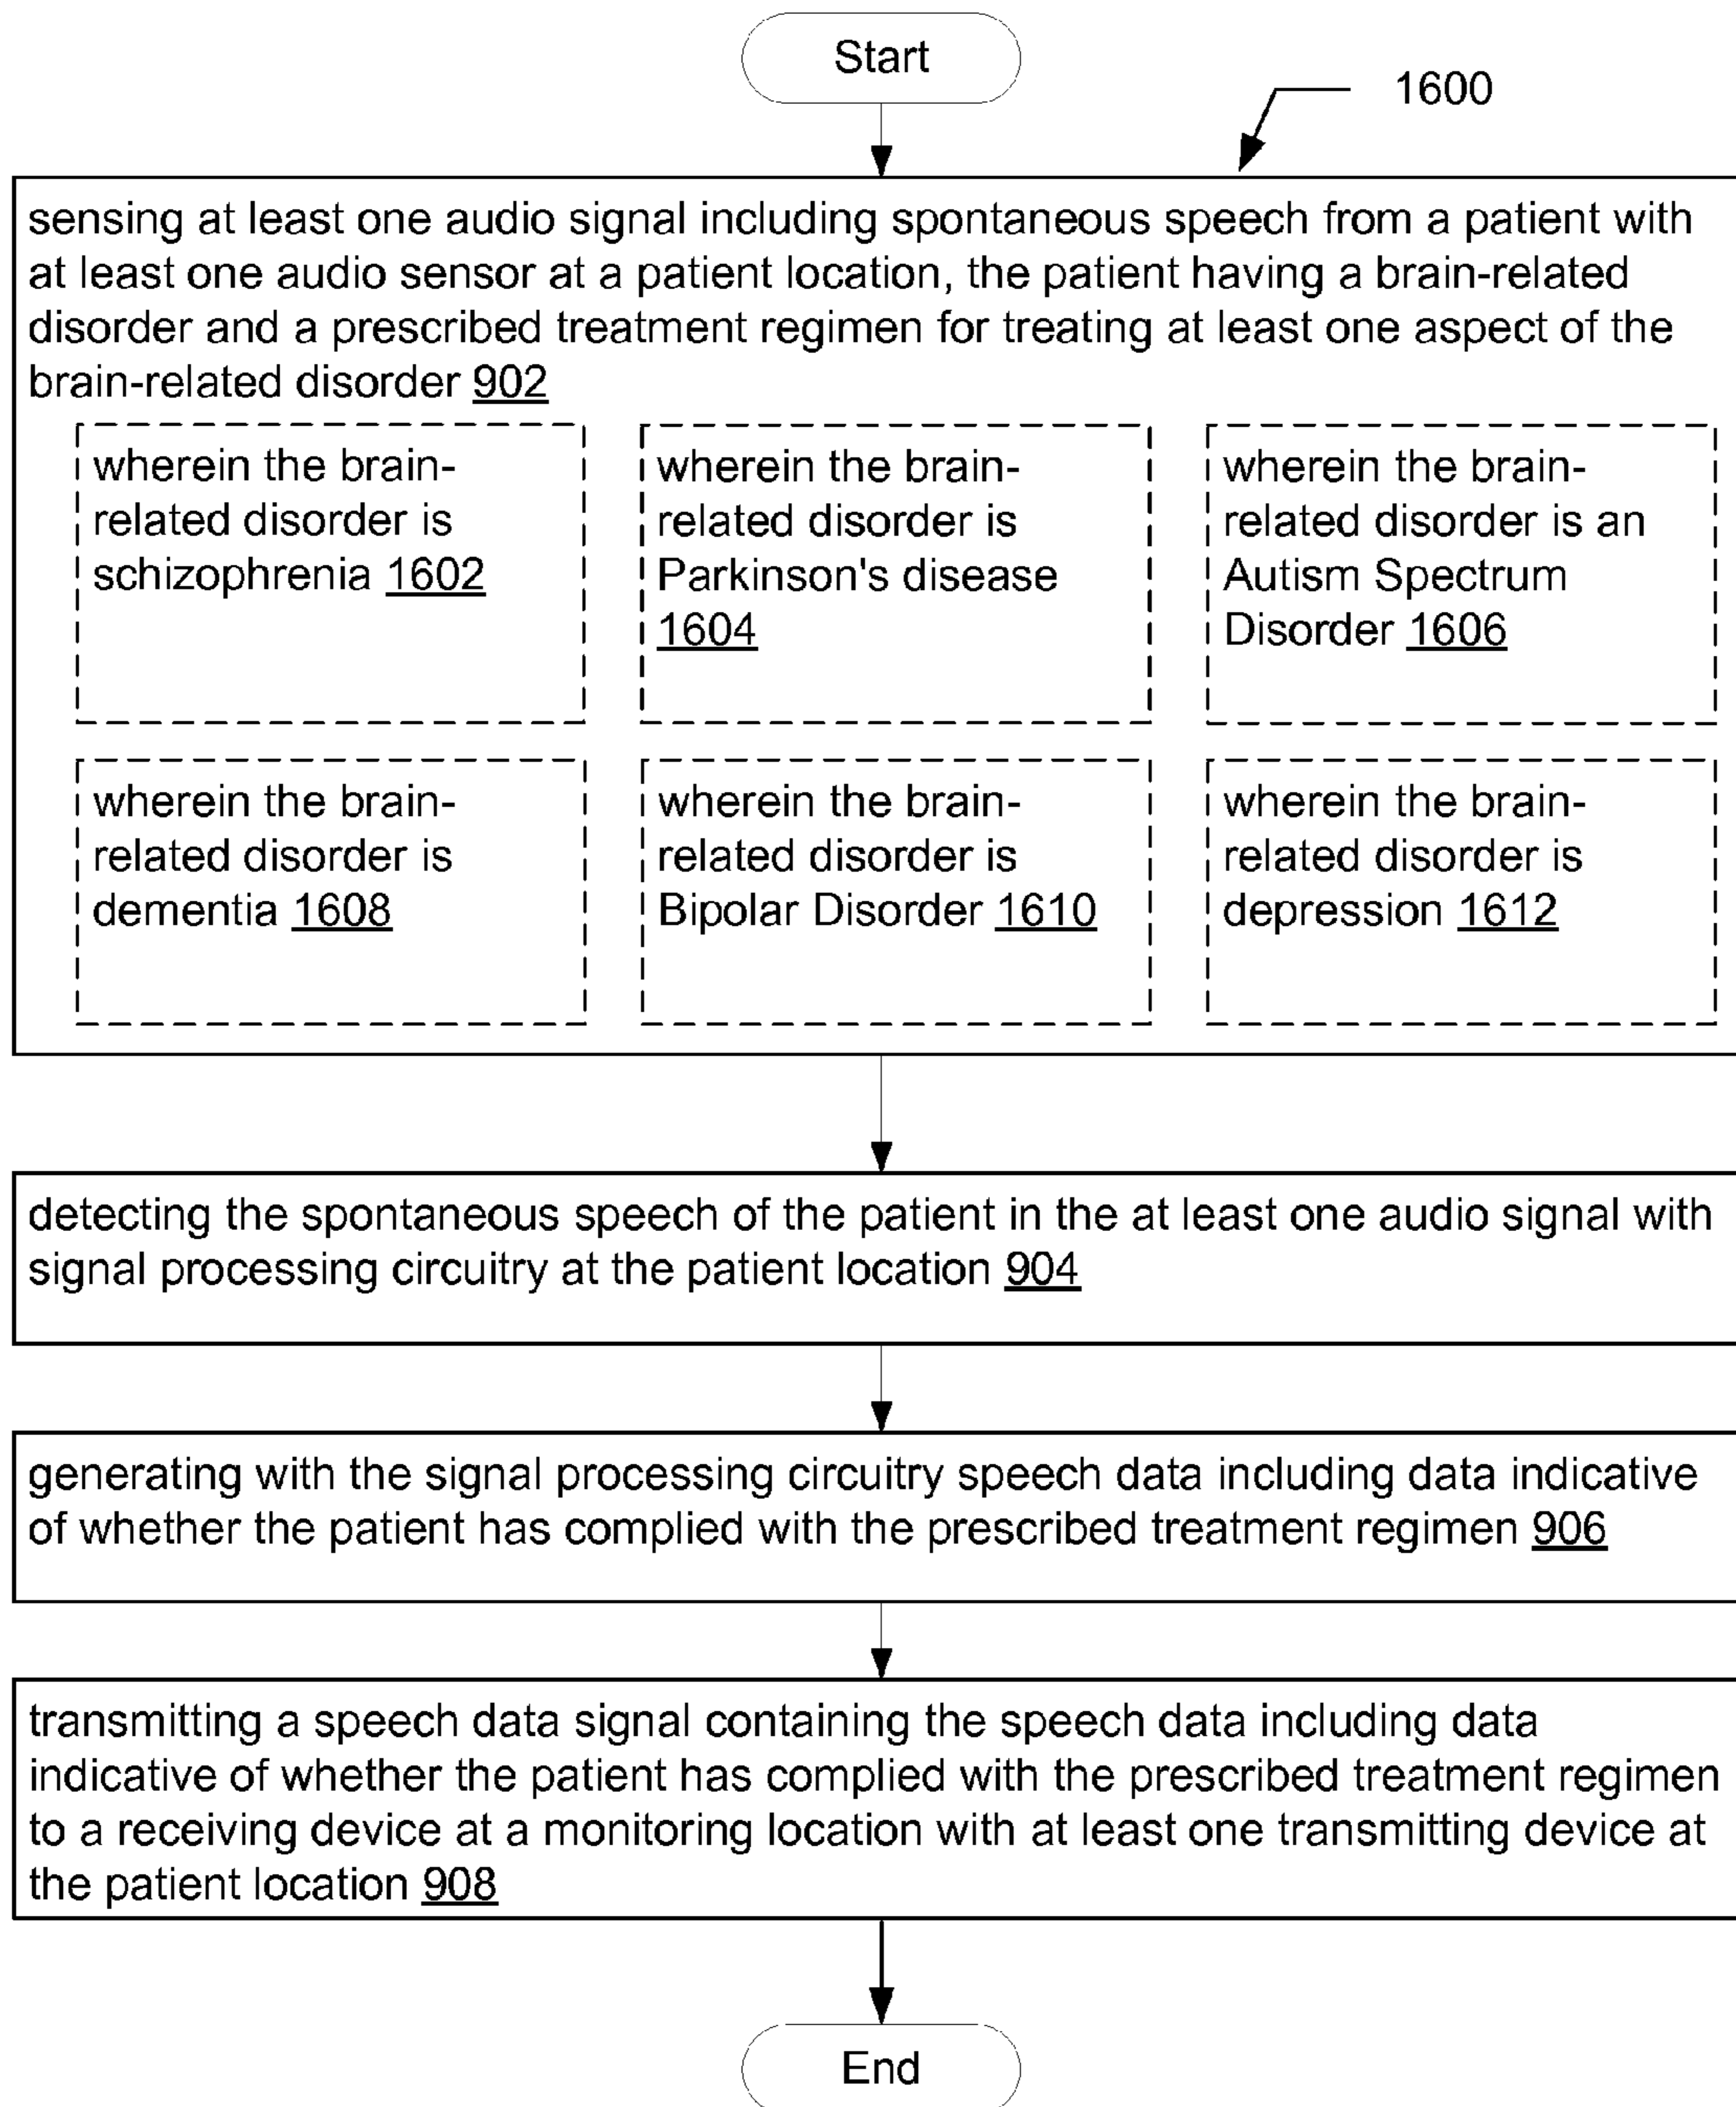 Start
1600
sensing at least one audio signal including spontaneous speech from a patient with
at least one audio sensor at a patient location, the patient having a brain-related
disorder and a prescribed treatment regimen for treating at least one aspect of the
brain-related disorder 902
wherein the brain-
related disorder is
schizophrenia 1602
wherein the brain-
related disorder is
Parkinson's disease
1604
wherein the brain-
related disorder is an
Autism Spectrum
Disorder 1606
wherein the brain-
related disorder is
dementia 1608
wherein the brain-
related disorder is
Bipolar Disorder 1610
wherein the brain-
related disorder is
depression 1612
detecting the spontaneous speech of the patient in the at least one audio signal with
signal processing circuitry at the patient location 904
generating with the signal processing circuitry speech data including data indicative
of whether the patient has complied with the prescribed treatment regimen 906
transmitting a speech data signal containing the speech data including data
indicative of whether the patient has complied with the prescribed treatment regimen
to a receiving device at a monitoring location with at least one transmitting device at
the patient location 908
End